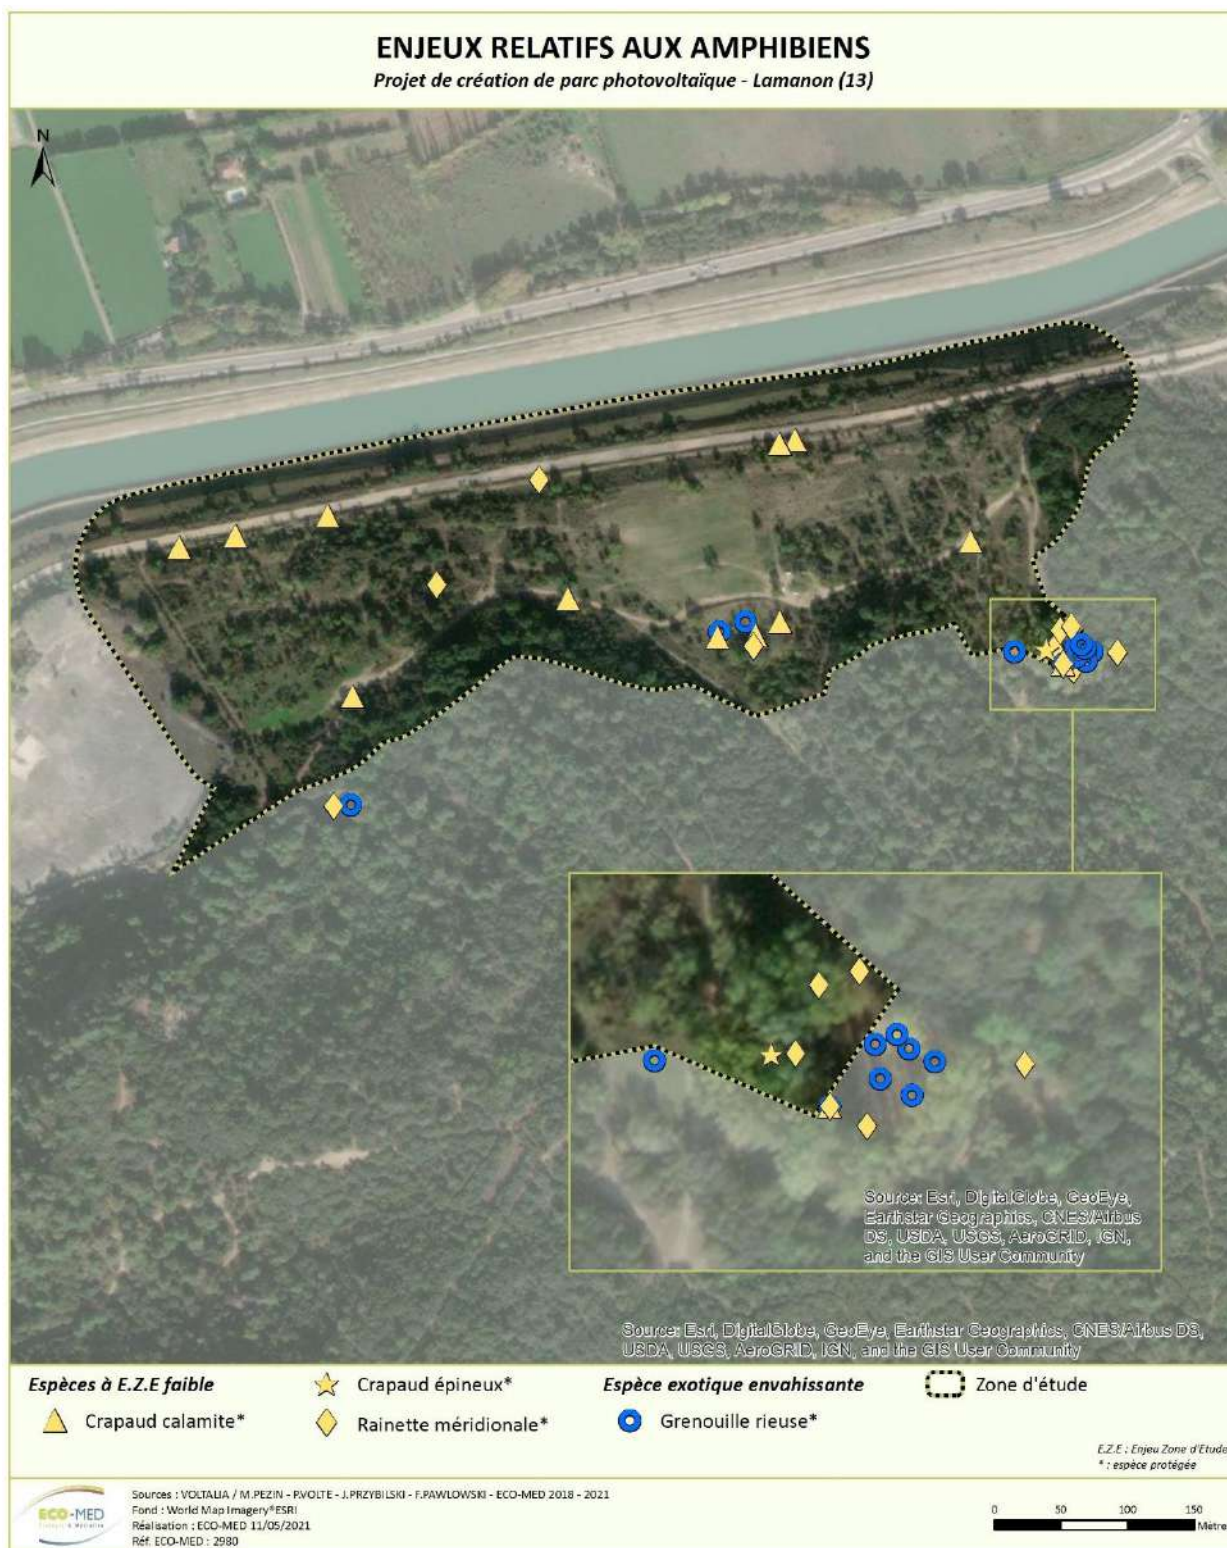 ENJEUX RELATIFS AUX AMPHIBIENS
Projet de création de parc photovoltaïque - Lamanon (13)
N
Source: Esri, DigitalGlobe, GeoEye,
Earthstar Geographics, CNES/Airbus
DS, USDA, USGS, AeroGRID, IGN,
and the GIS User Community
Source: Esri, DigitalGlobe, GeoEye, Earthstar Geographics, CNES/Airbus DS,
USDA, USGS, AeroGRID, IGN, and the GIS User Community
Espèces à E.Z.E faible
Crapaud épineux*
Espèce exotique envahissante
Zone d'étude
Crapaud calamite*
Rainette méridionale*
Grenouille rieuse*
E.Z.E : Enjeu Zone d'Etude
* : espèce protégée
ECO-MED
Sources : VOLTALIA / M.PEZIN - P.VOLTE - J.PRZYBILSKI - F.PAWLOWSKI - ECO-MED 2018 - 2021
Fond : World Map Imagery®ESRI
Réalisation : ECO-MED 11/05/2021
Réf. ECO-MED : 2980
0 50 100 150
Mètre